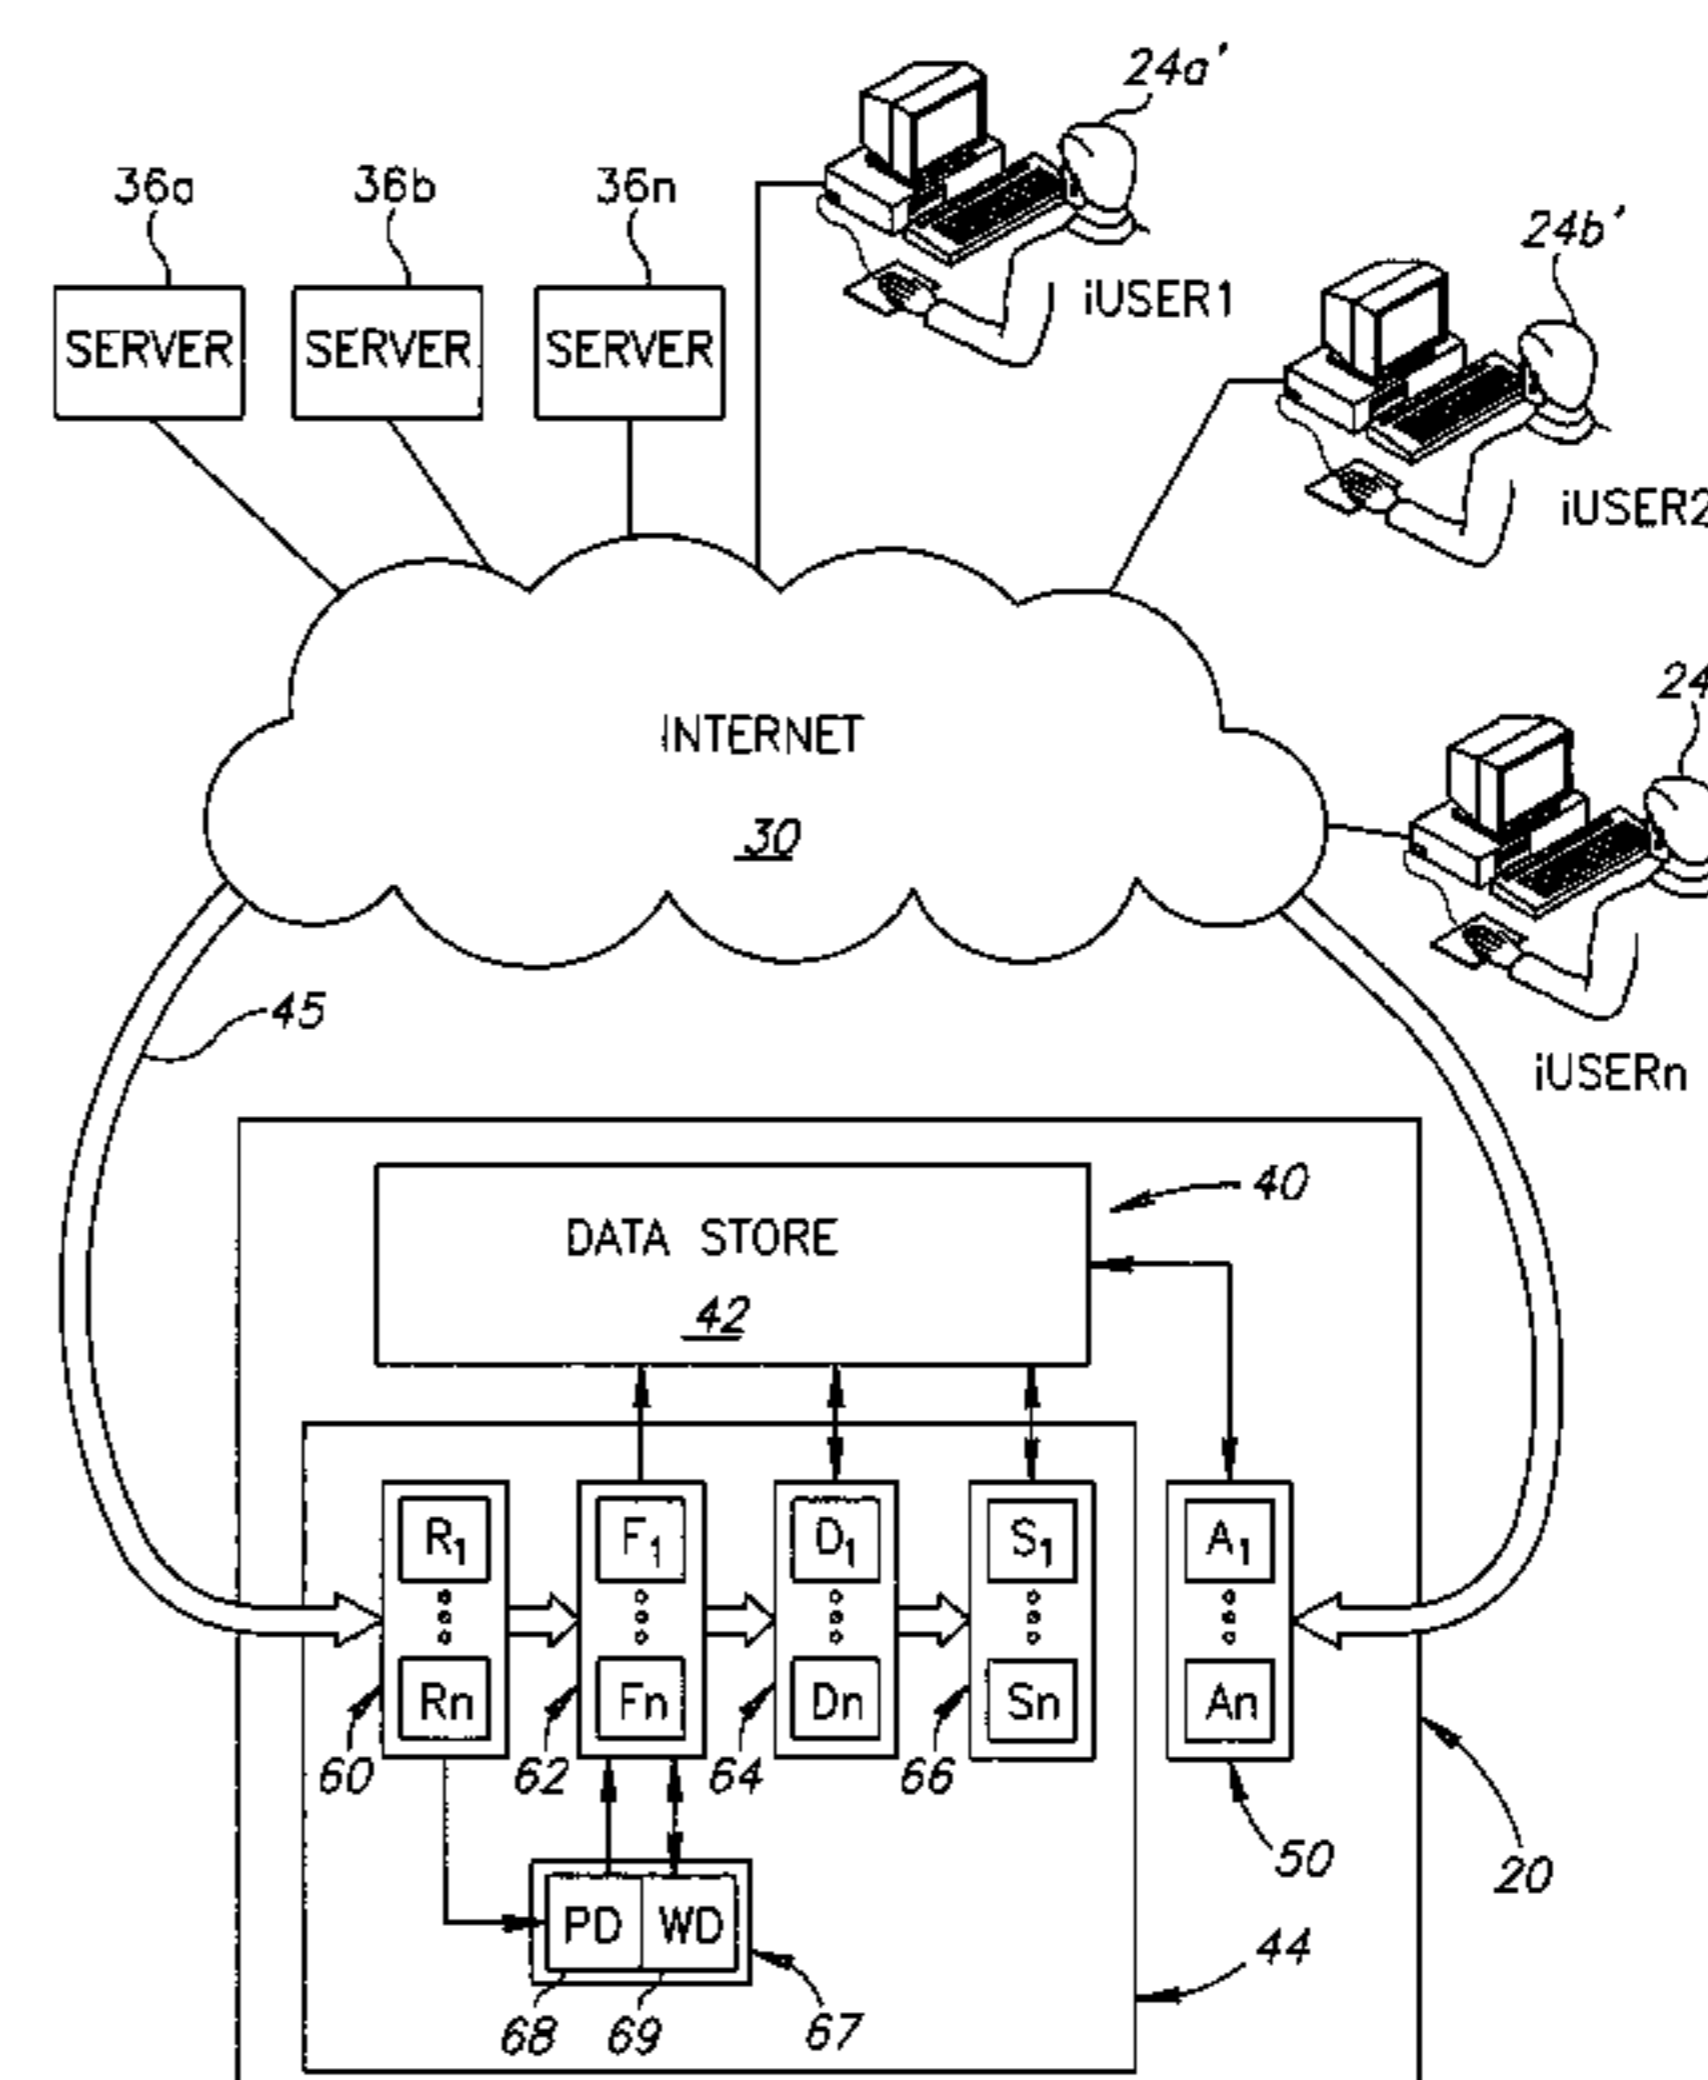 24a'
36a 36b 36n
24b'
SERVER SERVER SERVER
iUSER1
iUSER2
24
INTERNET
30
45
iUSERn
40
DATA STORE
42
R1 F1 D1 S1 A1
Rn Fn Dn Sn An
60 62 64 66
50 20
PD WD
44
68 69 67